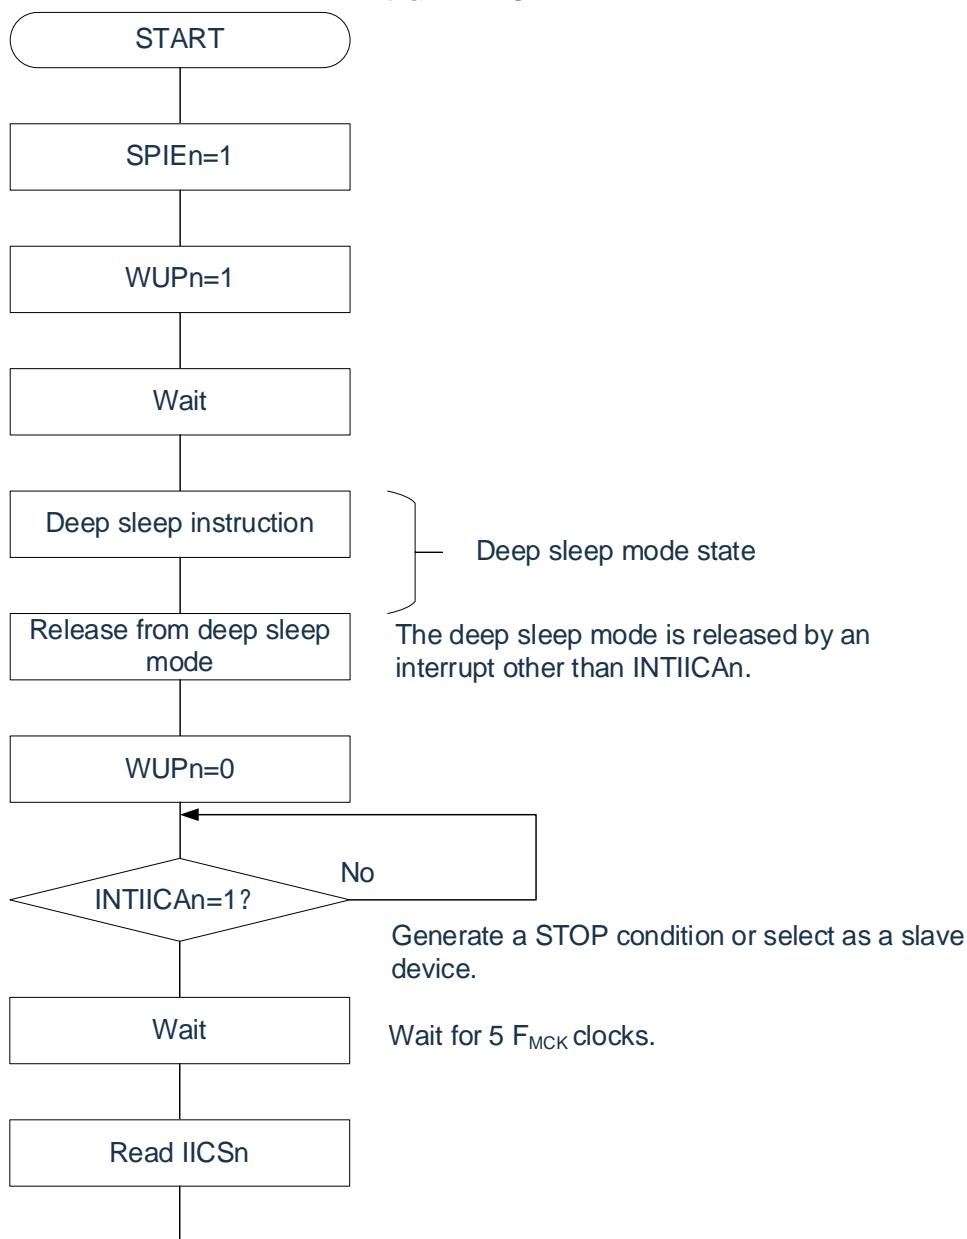 START
SPIEn=1
WUPn=1
Wait
Deep sleep instruction
Deep sleep mode state
Release from deep sleep
mode
The deep sleep mode is released by an
interrupt other than INTIICAn.
WUPn=0
No
INTIICAn=1?
Generate a STOP condition or select as a slave
device.
Wait
Wait for 5 FMCK clocks.
Read IICSn